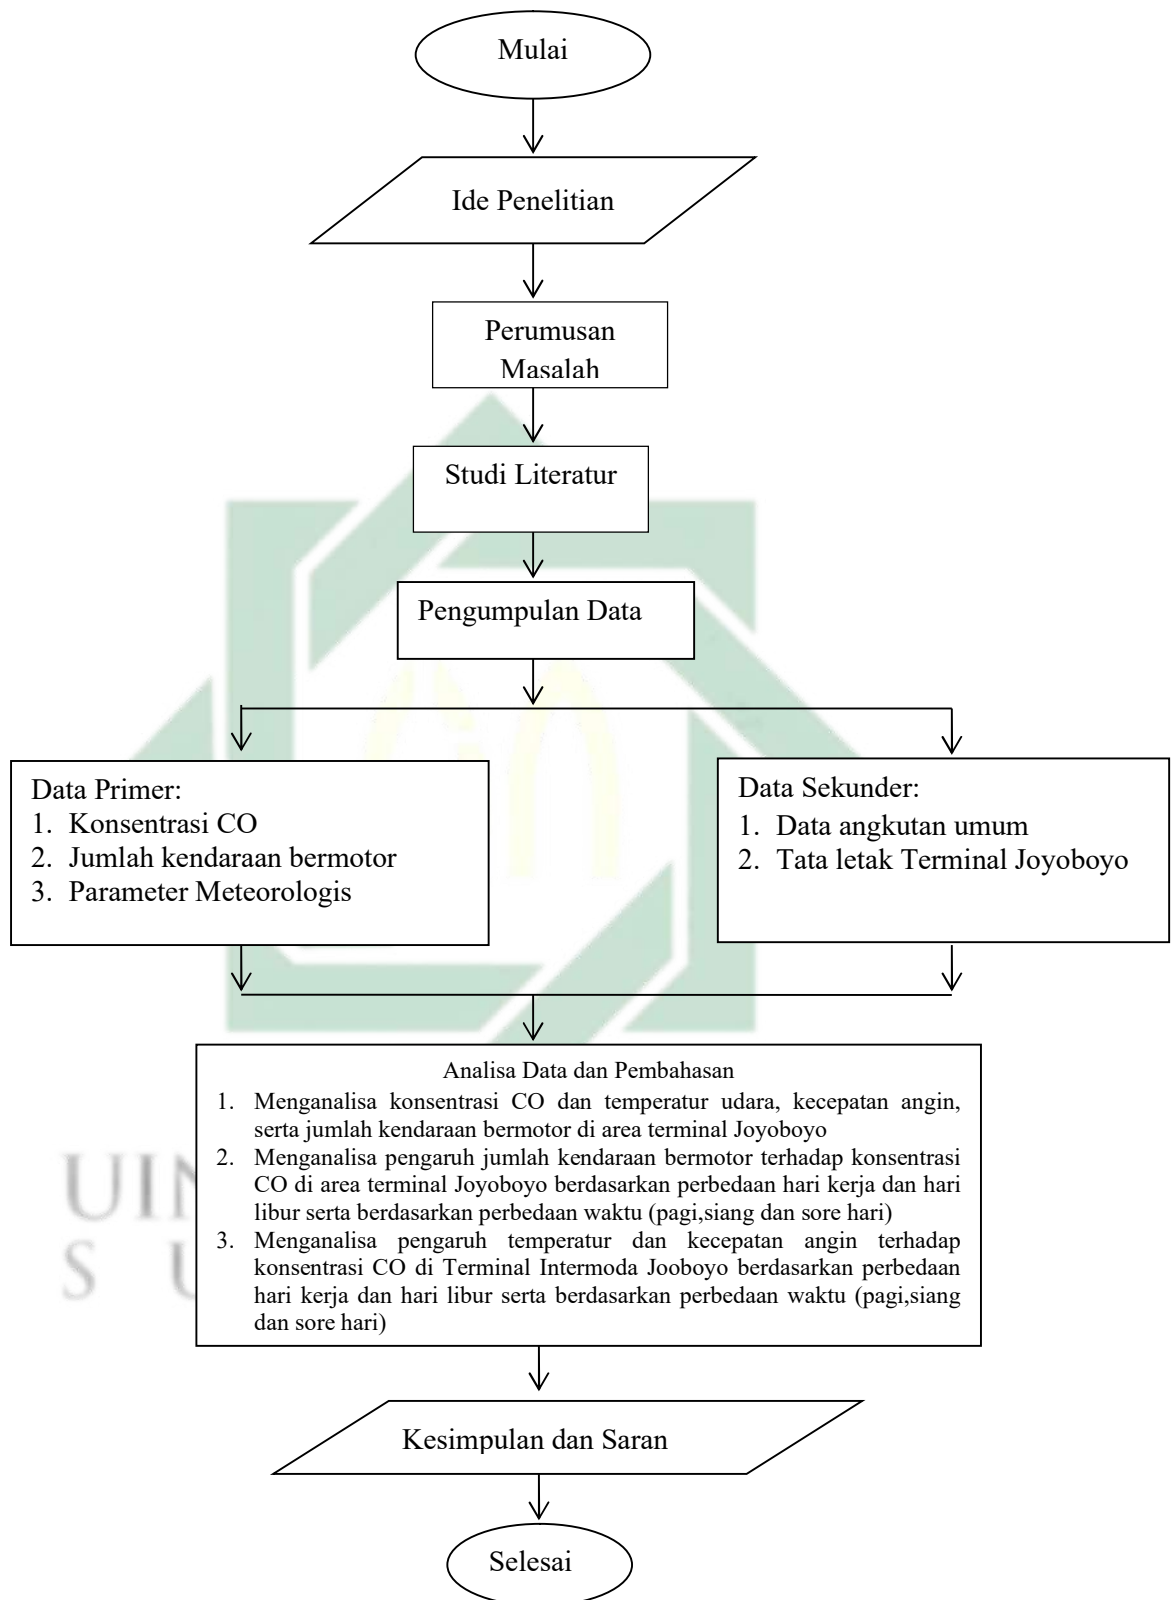 Mulai
Ide Penelitian
Perumusan
Masalah
Studi Literatur
Pengumpulan Data
Data Primer:
1. Konsentrasi CO
2. Jumlah kendaraan bermotor
3. Parameter Meteorologis
Data Sekunder:
1. Data angkutan umum
2. Tata letak Terminal Joyoboyo
Analisa Data dan Pembahasan
1. Menganalisa konsentrasi CO dan temperatur udara, kecepatan angin,
serta jumlah kendaraan bermotor di area terminal Joyoboyo
2. Menganalisa pengaruh jumlah kendaraan bermotor terhadap konsentrasi
CO di area terminal Joyoboyo berdasarkan perbedaan hari kerja dan hari
libur serta berdasarkan perbedaan waktu (pagi,siang dan sore hari)
3. Menganalisa pengaruh temperatur dan kecepatan angin terhadap
konsentrasi CO di Terminal Intermoda Jooboyo berdasarkan perbedaan
hari kerja dan hari libur serta berdasarkan perbedaan waktu (pagi,siang
dan sore hari)
UIN
S
Kesimpulan dan Saran
Selesai